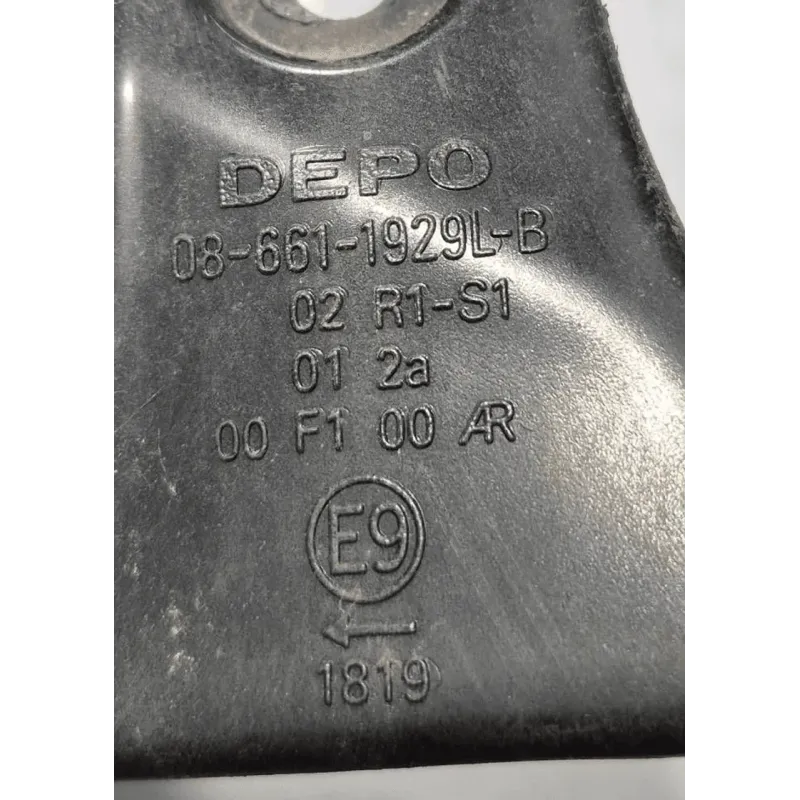 DEPO
08-661-1929L-B
02 R1-S1
01 2a
00 F1 00 AR
E9
←
1819